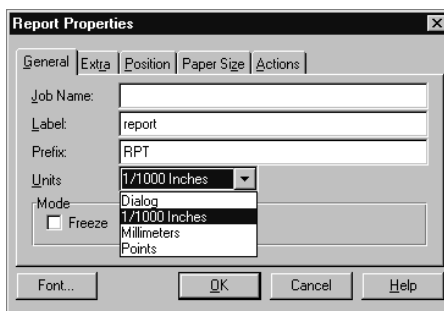 Report Properties
General Extra Position Paper Size Actions
Job Name:
Label: report
Prefix: RPT
Units 1/1000 Inches
Mode Dialog
1/1000 Inches
Freeze Millimeters
Points
Font... OK Cancel Help